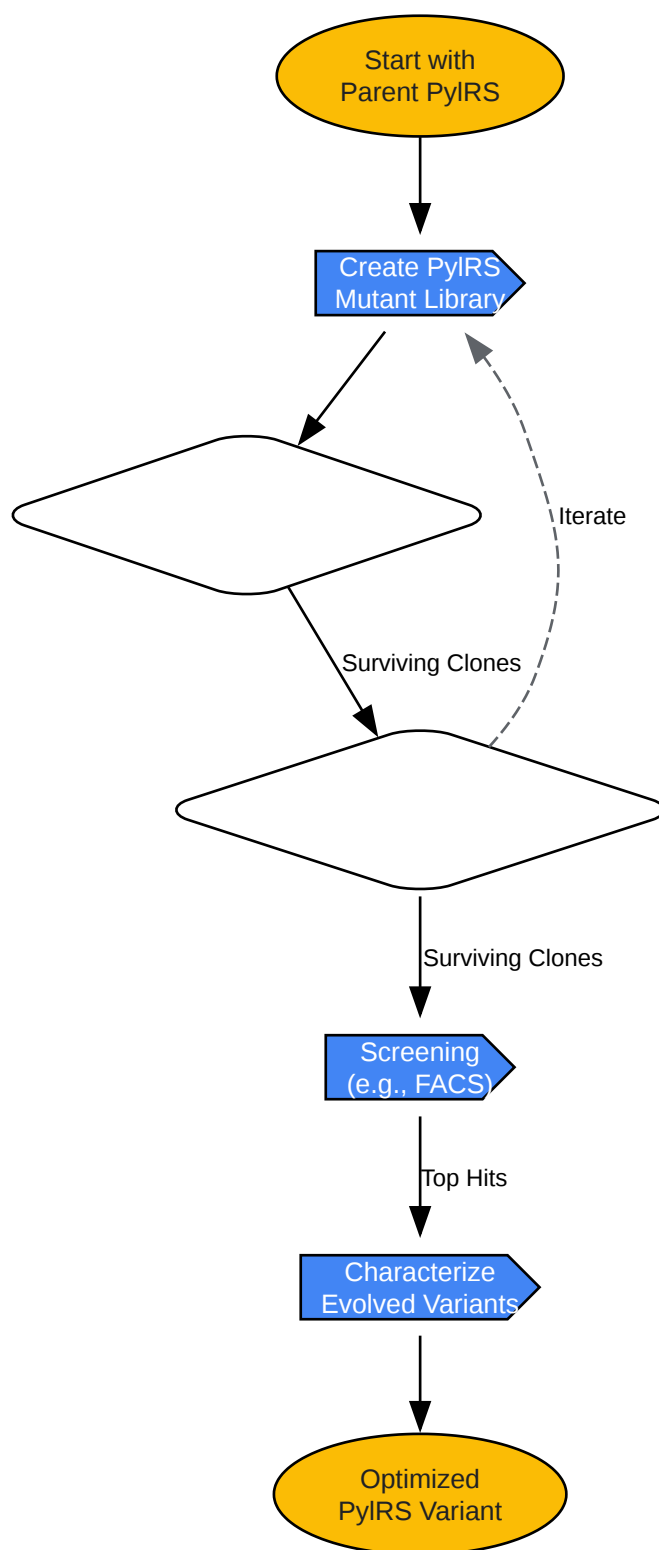 Start with
Parent PylRS
Create PylRS
Mutant Library
Iterate
Surviving Clones
Surviving Clones
Screening
(e.g., FACS)
Top Hits
Characterize
Evolved Variants
Optimized
PylRS Variant